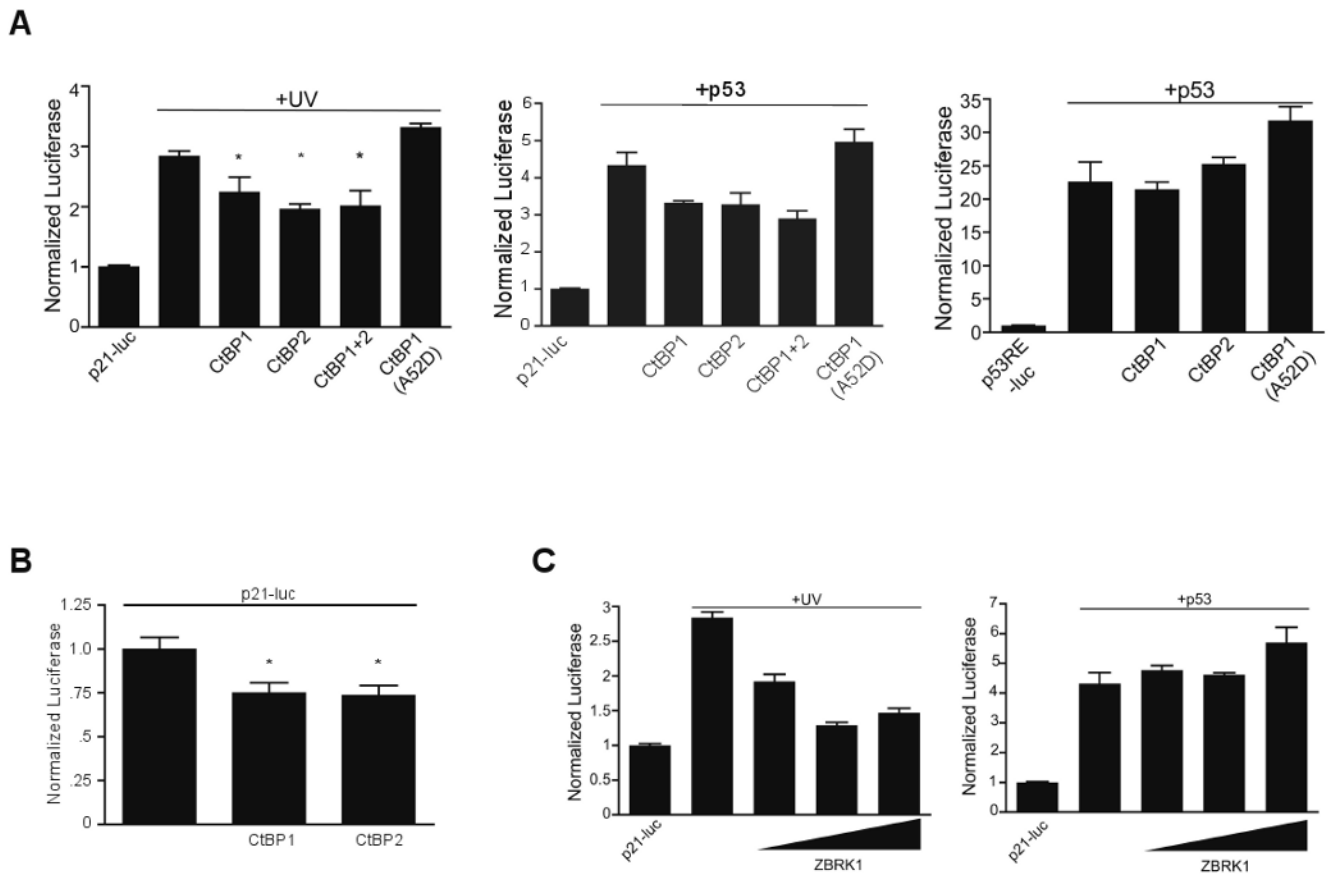 A
+UV
Normalized Luciferase
4
3
2
1
0
* * *
p21-luc
CtBP1
CtBP2
CtBP1+2
CtBP1
(A52D)
+p53
Normalized Luciferase
6
5
4
3
2
1
0
p21-luc
CtBP1
CtBP2
CtBP1+2
CtBP1
(A52D)
+p53
Normalized Luciferase
35
30
25
20
15
10
5
0
p53RE
-luc
CtBP1
CtBP2
CtBP1
(A52D)
B
p21-luc
Normalized Luciferase
1.25
1.0
.75
.5
.25
0
* *
CtBP1 CtBP2
C
+UV
Normalized Luciferase
3
2.5
2
1.5
1
0.5
0
p21-luc
ZBRK1
+p53
Normalized Luciferase
7
6
5
4
3
2
1
0
p21-luc
ZBRK1